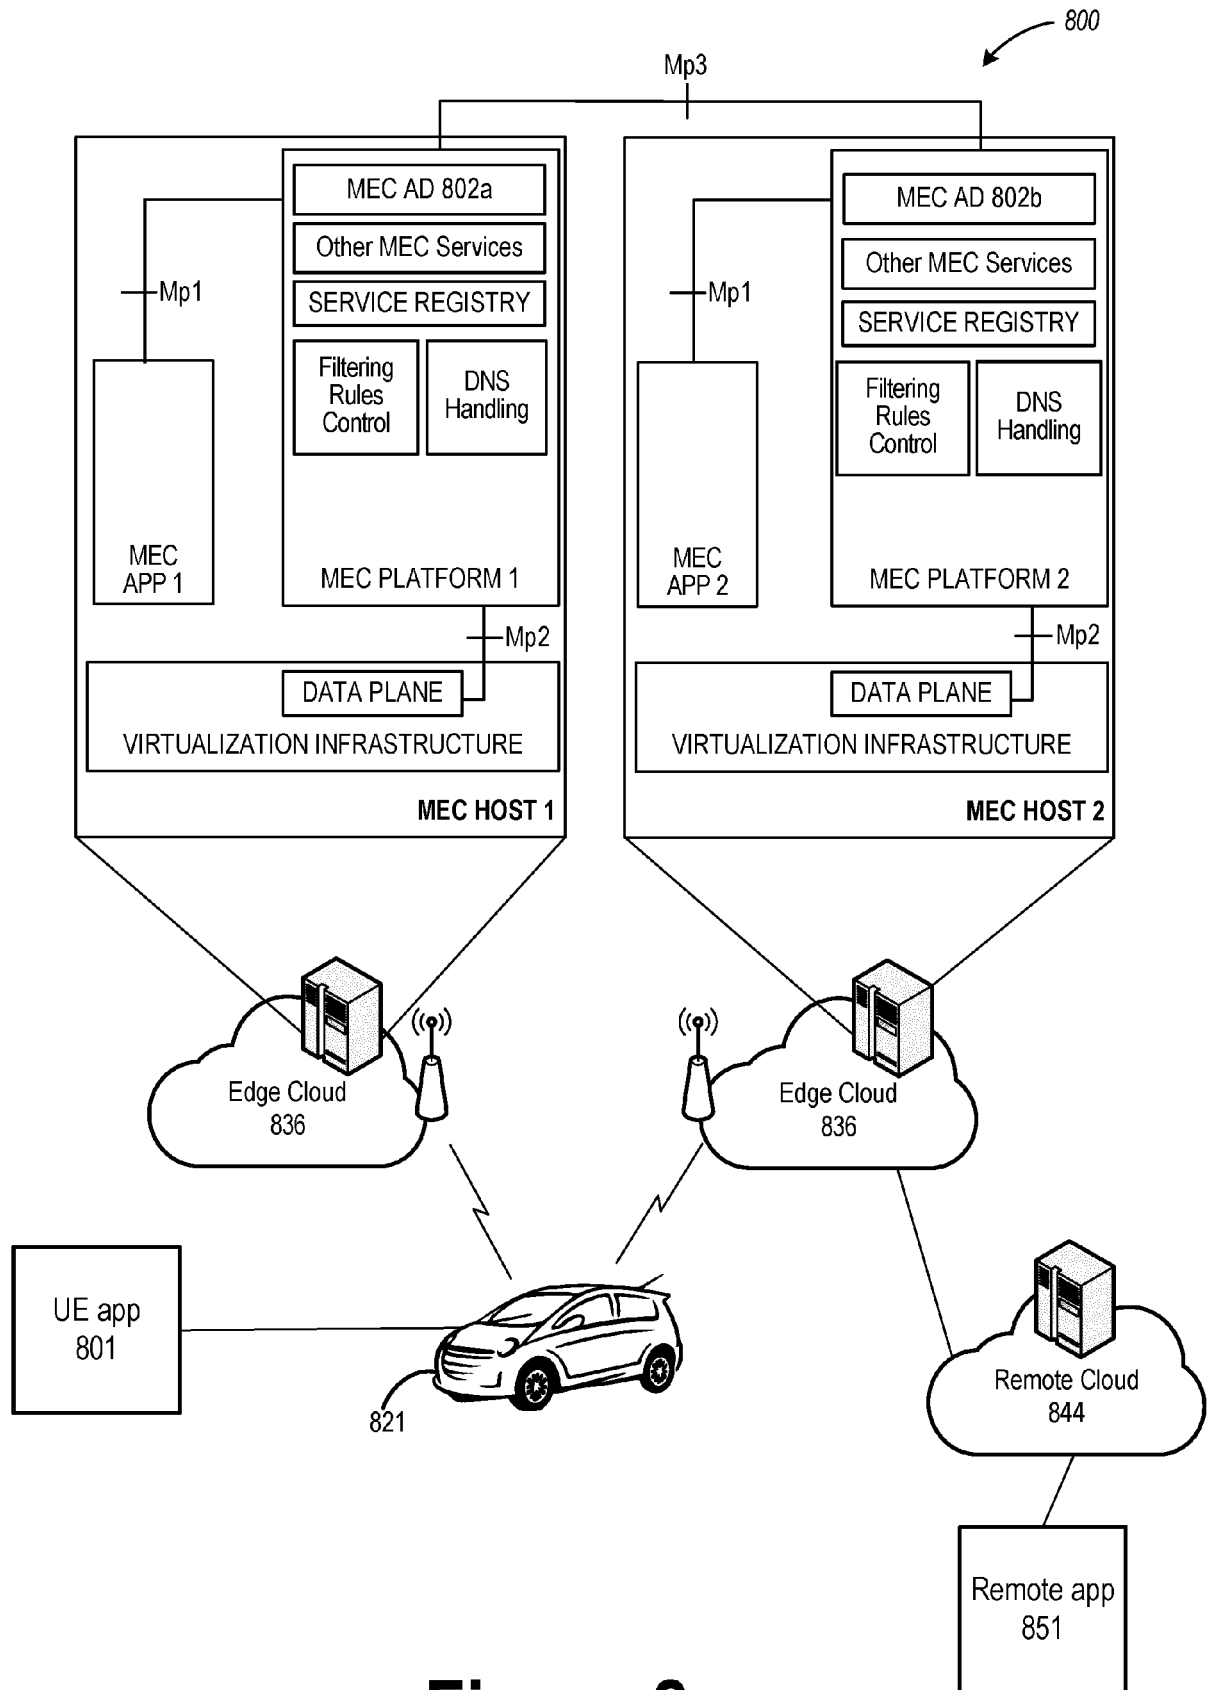 800
Mp3
MEC AD 802a
Other MEC Services
SERVICE REGISTRY
Filtering
Rules
Control
DNS
Handling
Mp1
MEC
APP 1
MEC PLATFORM 1
Mp2
DATA PLANE
VIRTUALIZATION INFRASTRUCTURE
MEC HOST 1
MEC AD 802b
Other MEC Services
SERVICE REGISTRY
Filtering
Rules
Control
DNS
Handling
Mp1
MEC
APP 2
MEC PLATFORM 2
Mp2
DATA PLANE
VIRTUALIZATION INFRASTRUCTURE
MEC HOST 2
Edge Cloud
836
Edge Cloud
836
UE app
801
821
Remote Cloud
844
Remote app
851